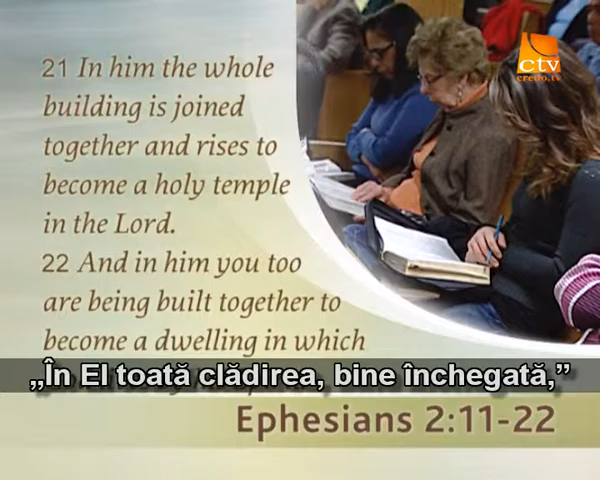 ctv
credo.tv
21 In him the whole
building is joined
together and rises to
become a holy temple
in the Lord.
22 And in him you too
are being built together to
become a dwelling in which
„În El toată clădirea, bine închegată,”
Ephesians 2:11-22